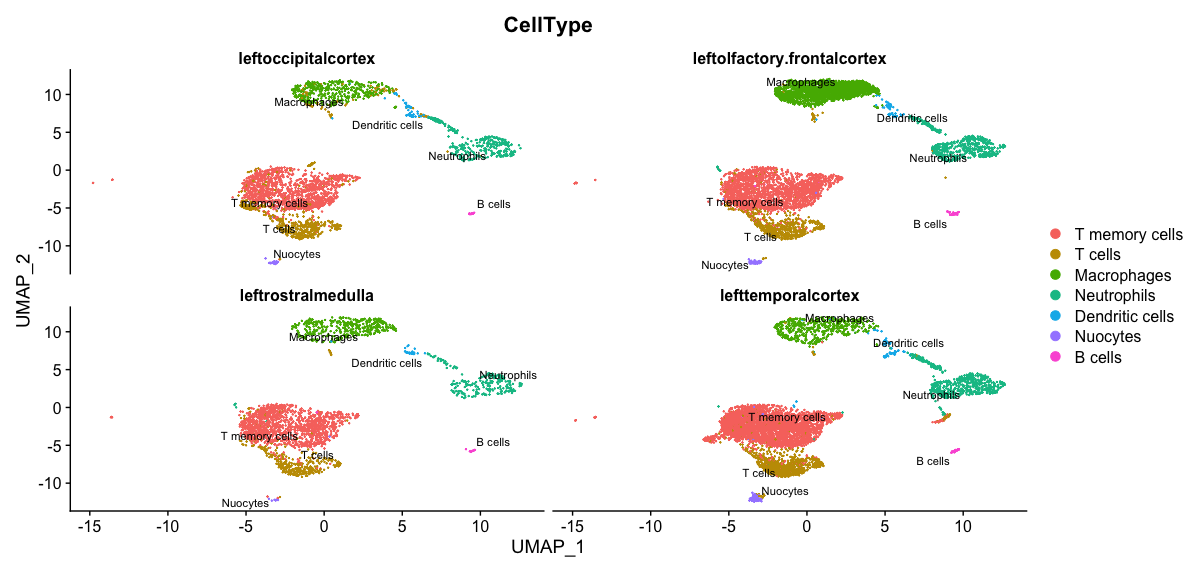 CellType
leftoccipitalcortex
leftolfactory.frontalcortex
10
5
0
-5
-10
Macrophages
Dendritic cells
Neutrophils
T memory cells
B cells
T cells
Nuocytes
Macrophages
Dendritic cells
Neutrophils
T memory cells
B cells
T cells
Nuocytes
leftrostralmedulla
lefttemporalcortex
10
5
0
-5
-10
Macrophages
Dendritic cells
Neutrophils
T memory cells
B cells
T cells
Nuocytes
Macrophages
Dendritic cells
Neutrophils
T memory cells
B cells
T cells
Nuocytes
-15 -10 -5 0 5 10
-15 -10 -5 0 5 10
UMAP_1
UMAP_2
T memory cells
T cells
Macrophages
Neutrophils
Dendritic cells
Nuocytes
B cells